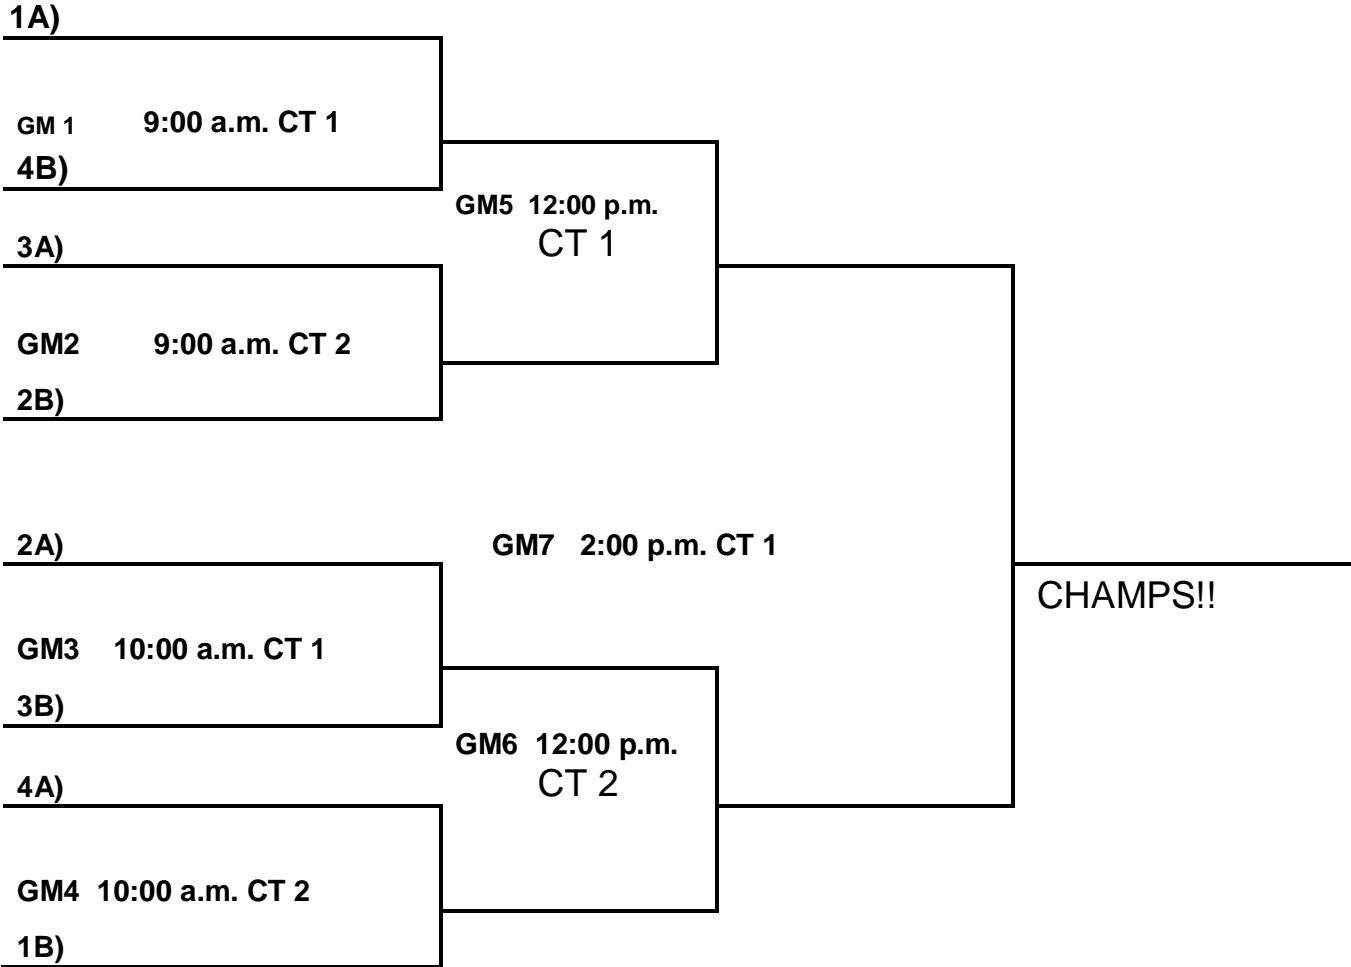 1A)
GM 1 9:00 a.m. CT 1
4B)
GM5 12:00 p.m.
CT 1
3A)
GM2 9:00 a.m. CT 2
2B)
2A)
GM7 2:00 p.m. CT 1
CHAMPS!!
GM3 10:00 a.m. CT 1
3B)
GM6 12:00 p.m.
CT 2
4A)
GM4 10:00 a.m. CT 2
1B)